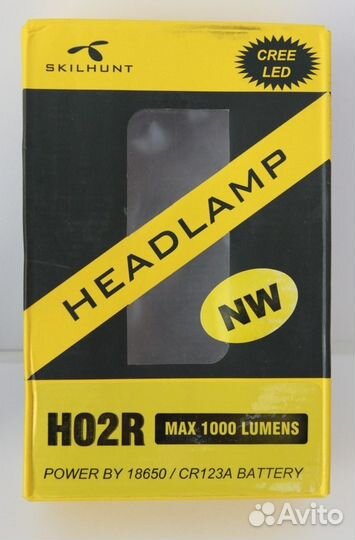 SKILHUNT
CREE
LED
HEADLAMP
NW
H02R
MAX 1000 LUMENS
POWER BY 18650 / CR123A BATTERY
Avito